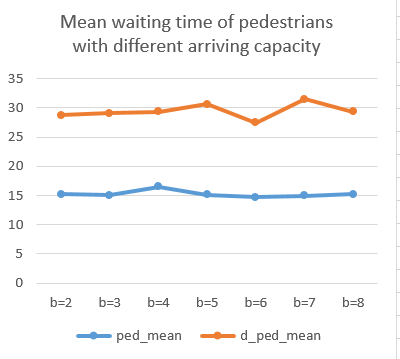 Mean waiting time of pedestrians
with different arriving capacity
35
30
25
20
15
10
5
0
b=2 b=3 b=4 b=5 b=6 b=7 b=8
ped_mean d_ped_mean